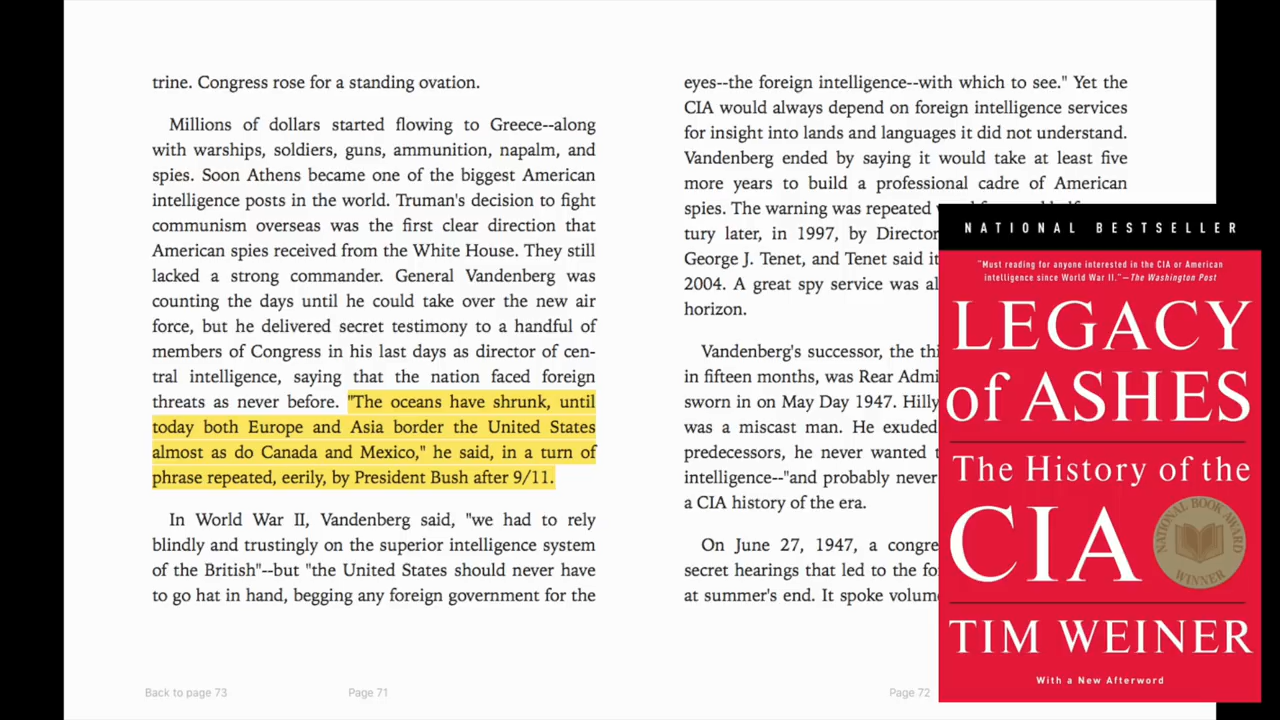 trine. Congress rose for a standing ovation.
Millions of dollars started flowing to Greece--along
with warships, soldiers, guns, ammunition, napalm, and
spies. Soon Athens became one of the biggest American
intelligence posts in the world. Truman's decision to fight
communism overseas was the first clear direction that
American spies received from the White House. They still
lacked a strong comander. General Vandenberg was
counting the days until he could take over the new air
force, but he delivered secret testimony to a handful of
members of Congress in his last days as director of cen-
tral intelligence, saying that the nation faced foreign
threats as never before. "The oceans have shrunk, until
today both Europe and Asia border the United States
almost as do Canada and Mexico," he said, in a turn of
phrase repeated, eerily, by President Bush after 9/11.
In World War II, Vandenberg said, "we had to rely
blindly and trustingly on the superior intelligence system
of the British"--but "the United States should never have
to go hat in hand, begging any foreign government for the
Back to page 73
Page 71
eyes--the foreign intelligence--with which to see." Yet the
CIA would always depend on foreign intelligence services
for insight into lands and languages it did not understand.
Vandenberg ended by saying it would take at least five
more years to build a professional cadre of American
spies. The warning was repeated
tury later, in 1997, by Director
George J. Tenet, and Tenet said it
2004. A great spy service was al
horizon.
Vandenberg's successor, the thi
in fifteen months, was Rear Admi
sworn in on May Day 1947. Hilly
was a miscast man. He exuded
predecessors, he never wanted t
intelligence--"and probably never
a CIA history of the era.
On June 27, 1947, a congre
secret hearings that led to the fo
at summer's end. It spoke volum
Page 72
NATIONAL BESTSELLER
"Must reading for anyone interested in the CIA or American
intelligence since World War II."—The Washington Post
LEGACY
of ASHES
The History of the
CIA
NATIONAL BOOK AWARD
WINNER
TIM WEINER
With a New Afterword